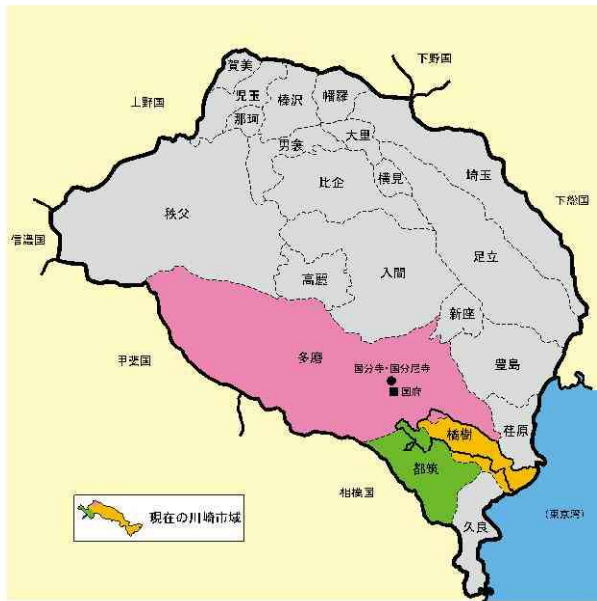 下野国
賀美
上野国
児玉
榛沢
幡羅
那珂
大里
男衾
比企
横見
埼玉
秩父
下総国
信濃国
足立
高麗
入間
新座
甲斐国
多磨
豊島
国分寺・国分尼寺
国府
橘樹
荏原
都筑
相模国
現在の川崎市域
久良
(東京湾)